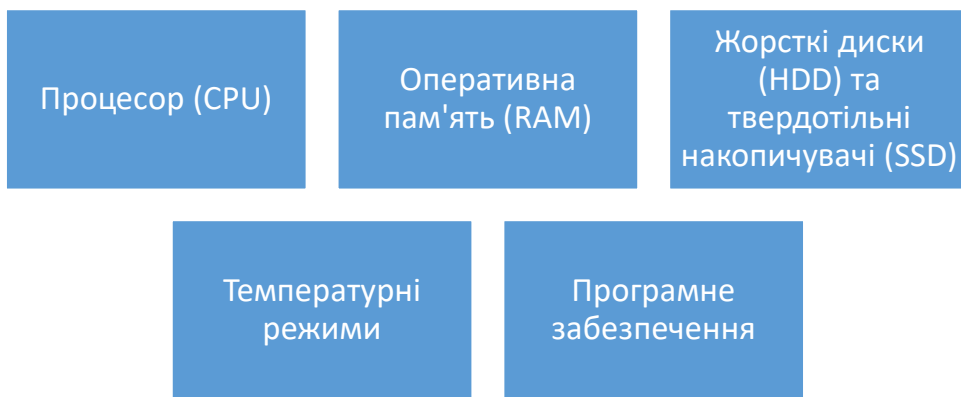 Процесор (CPU)
Оперативна
пам'ять (RAM)
Жорсткі диски
(HDD) та
твердотільні
накопичувачі (SSD)
Температурні
режими
Програмне
забезпечення